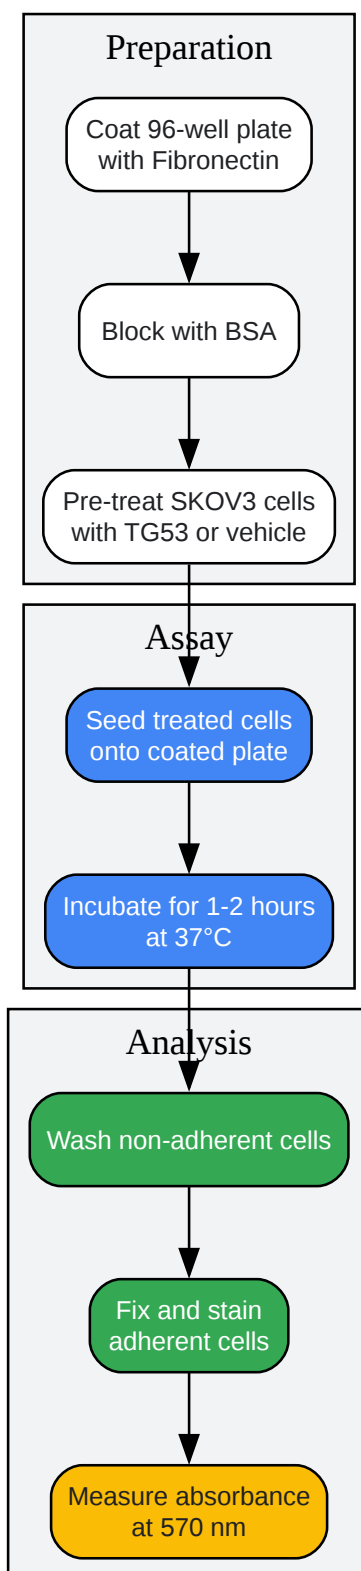 Preparation
Coat 96-well plate
with Fibronectin
Block with BSA
Pre-treat SKOV3 cells
with TG53 or vehicle
Assay
Seed treated cells
onto coated plate
Incubate for 1-2 hours
at 37°C
Analysis
Wash non-adherent cells
Fix and stain
adherent cells
Measure absorbance
at 570 nm